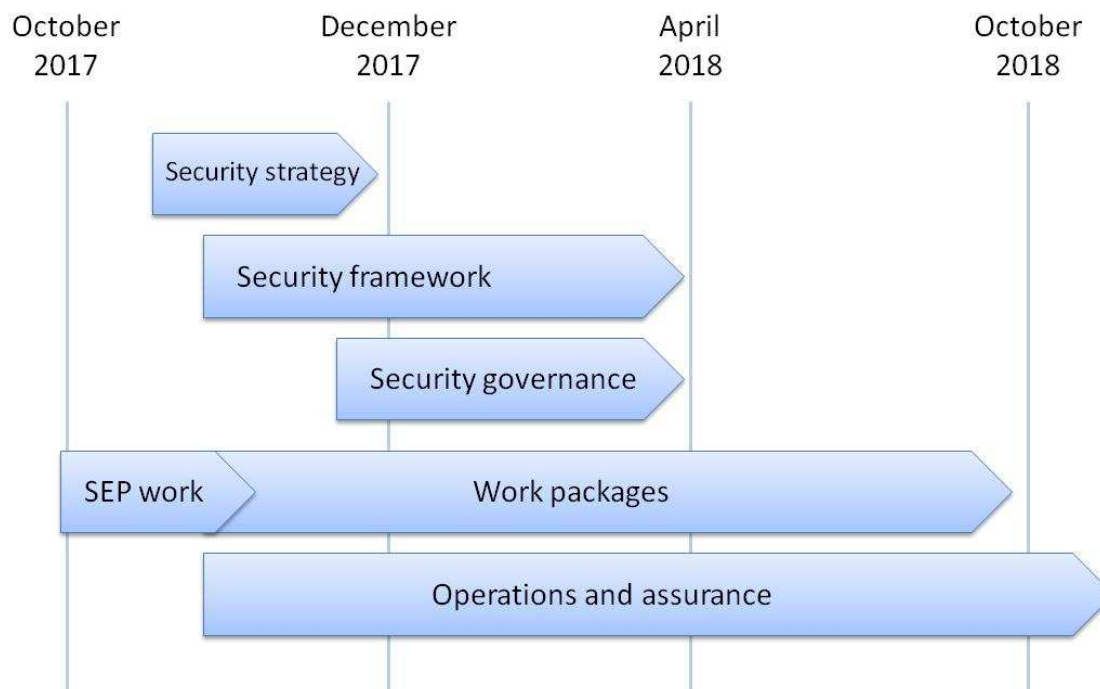 October
2017
December
2017
April
2018
October
2018
Security strategy
Security framework
Security governance
SEP work
Work packages
Operations and assurance